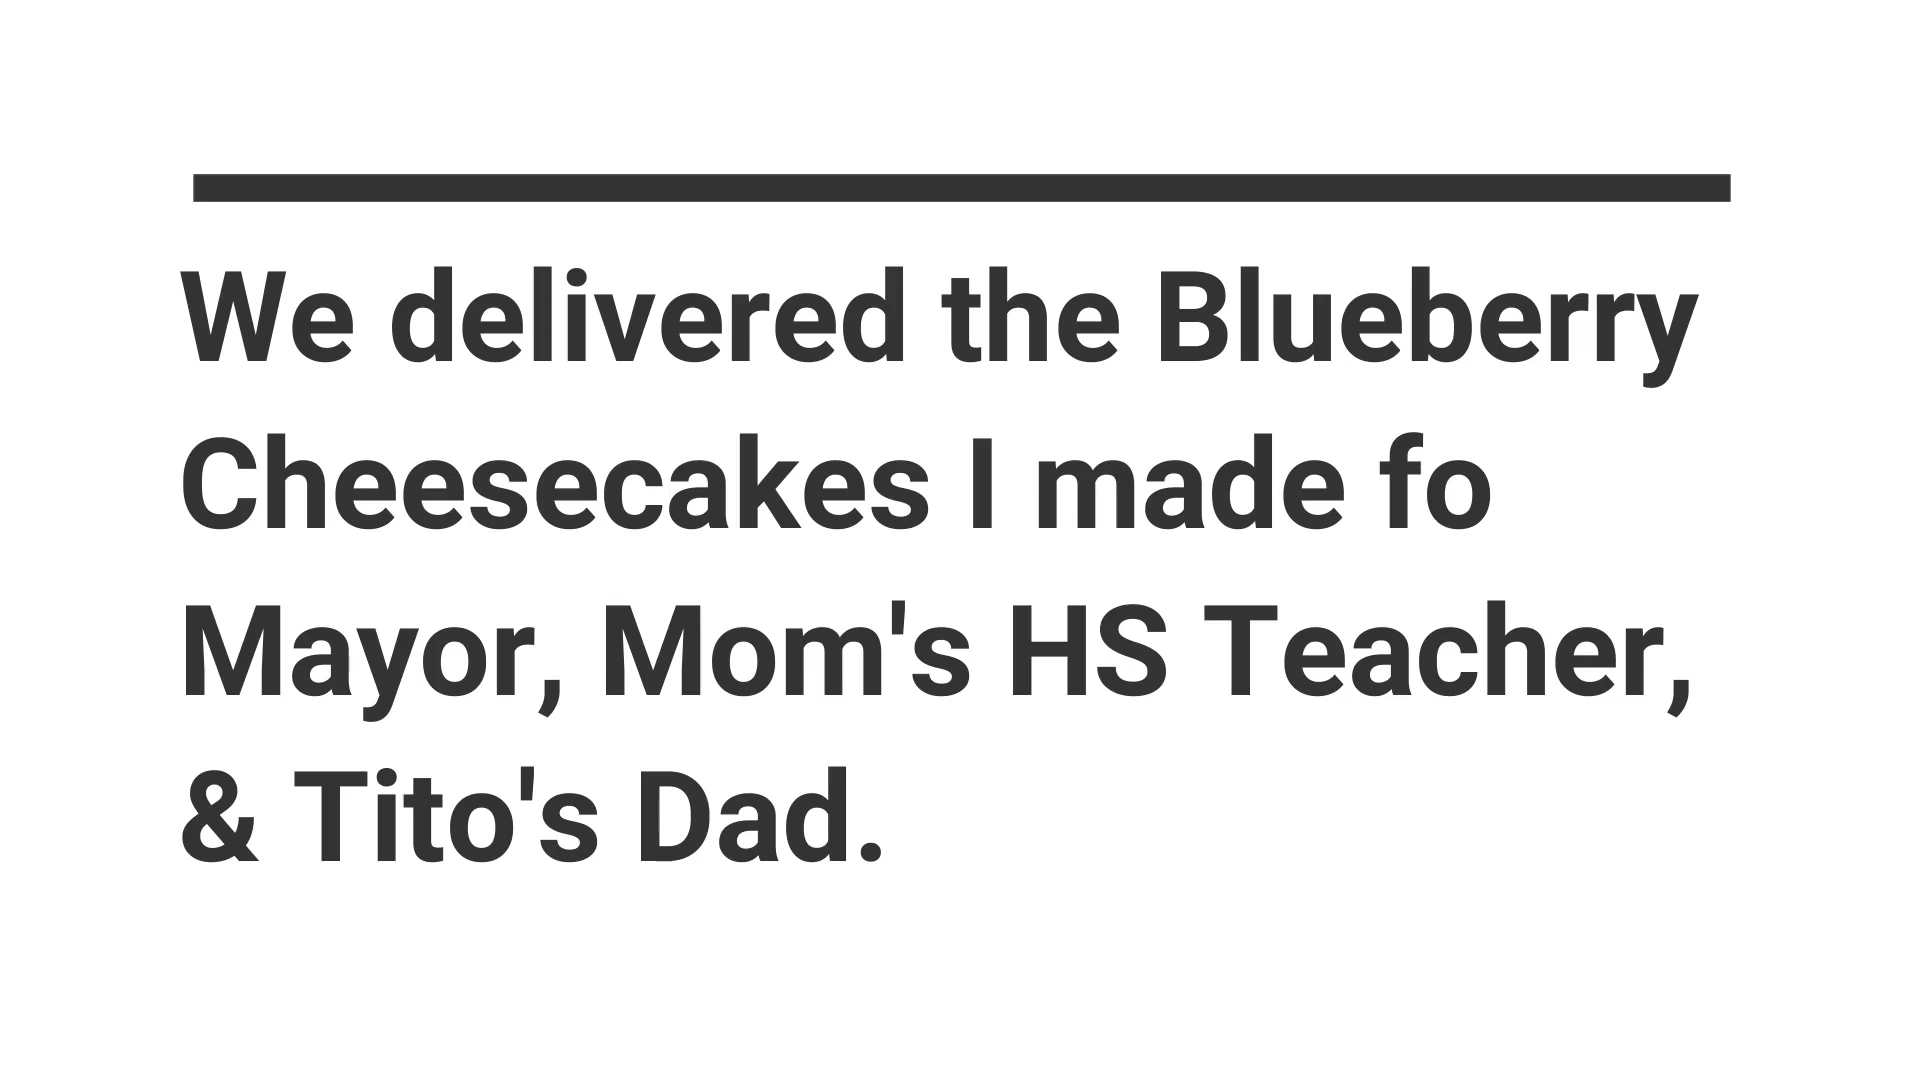 We delivered the Blueberry
Cheesecakes I made fo
Mayor, Mom's HS Teacher,
& Tito's Dad.